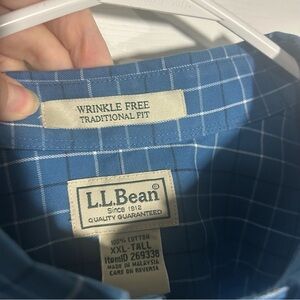 WRINKLE FREE
TRADITIONAL FIT
L.L.Bean®
Since 1912
QUALITY GUARANTEED
100% COTTON
XXL-TALL
ItemID 269338
MADE IN MALAYSIA
CARE ON REVERSE